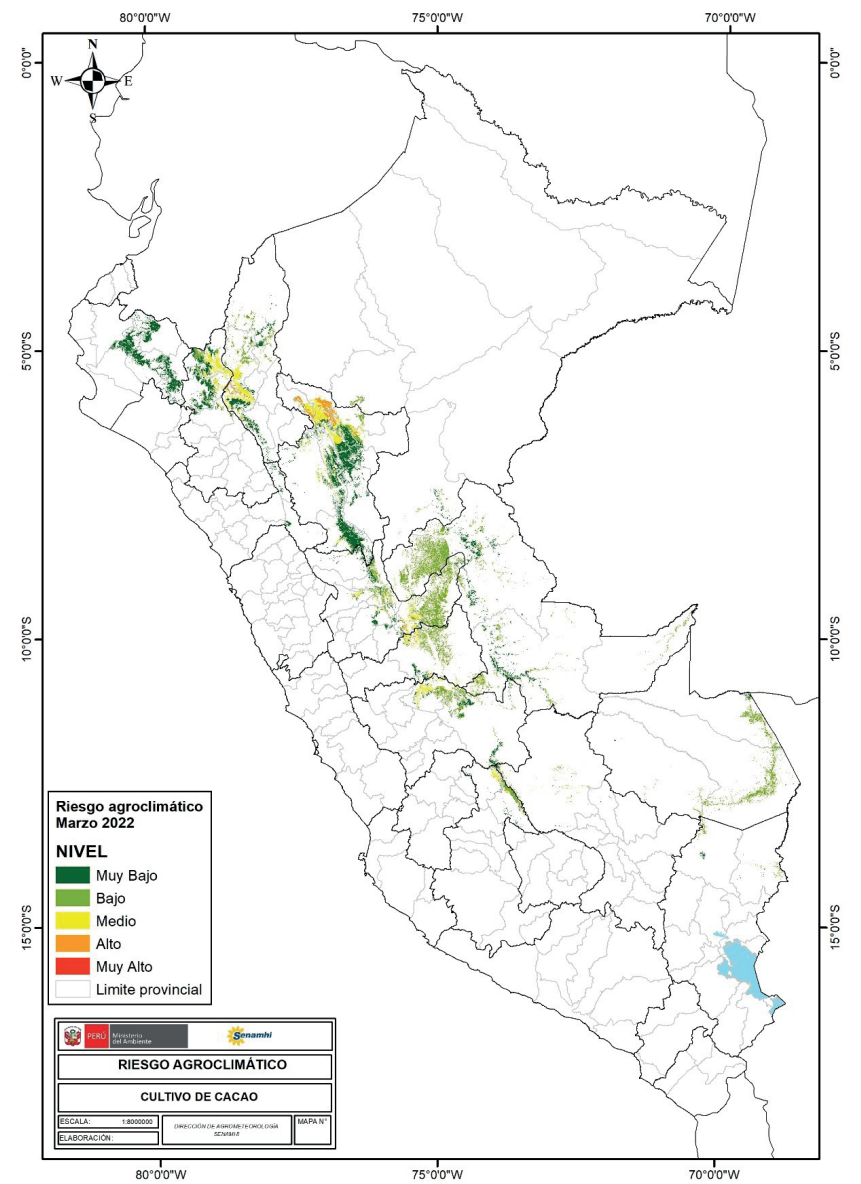 80°0'0"W 75°0'0"W 70°0'0"W
N
W E
S
0°0'0" 0°0'0"
5°0'0"S 5°0'0"S
10°0'0"S 10°0'0"S
15°0'0"S 15°0'0"S
Riesgo agroclimático
Marzo 2022
NIVEL
Muy Bajo
Bajo
Medio
Alto
Muy Alto
Limite provincial
PERÚ
Ministerio
del Ambiente
Senamhi
RIESGO AGROCLIMÁTICO
CULTIVO DE CACAO
ESCALA: 1:8000000
ELABORACIÓN:
DIRECCIÓN DE AGROMETEOROLOGÍA
SENAMHI
MAPA N°
80°0'0"W 75°0'0"W 70°0'0"W